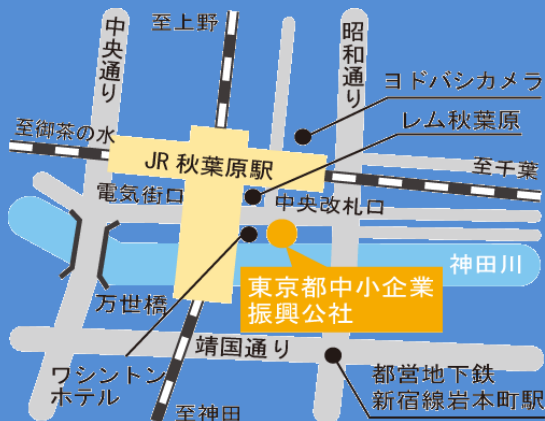 至上野
中央通り
昭和通り
ヨドバシカメラ
レム秋葉原
至御茶の水
JR 秋葉原駅
至千葉
電気街口
中央改札口
神田川
東京都中小企業
振興公社
万世橋
靖国通り
ワシントン
ホテル
都営地下鉄
新宿線岩本町駅
至神田